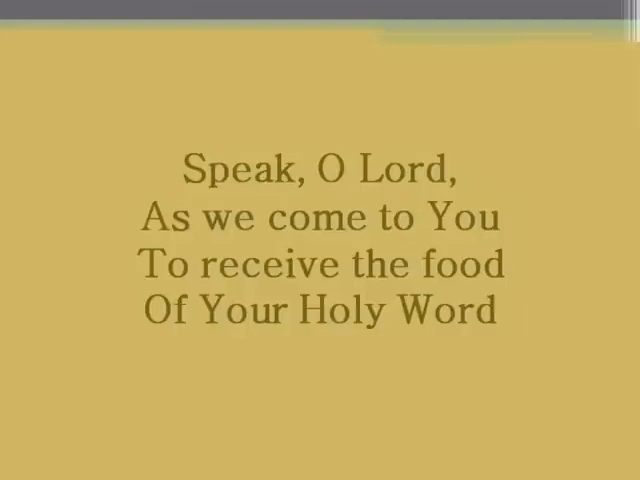 Speak, O Lord,
As we come to You
To receive the food
Of Your Holy Word